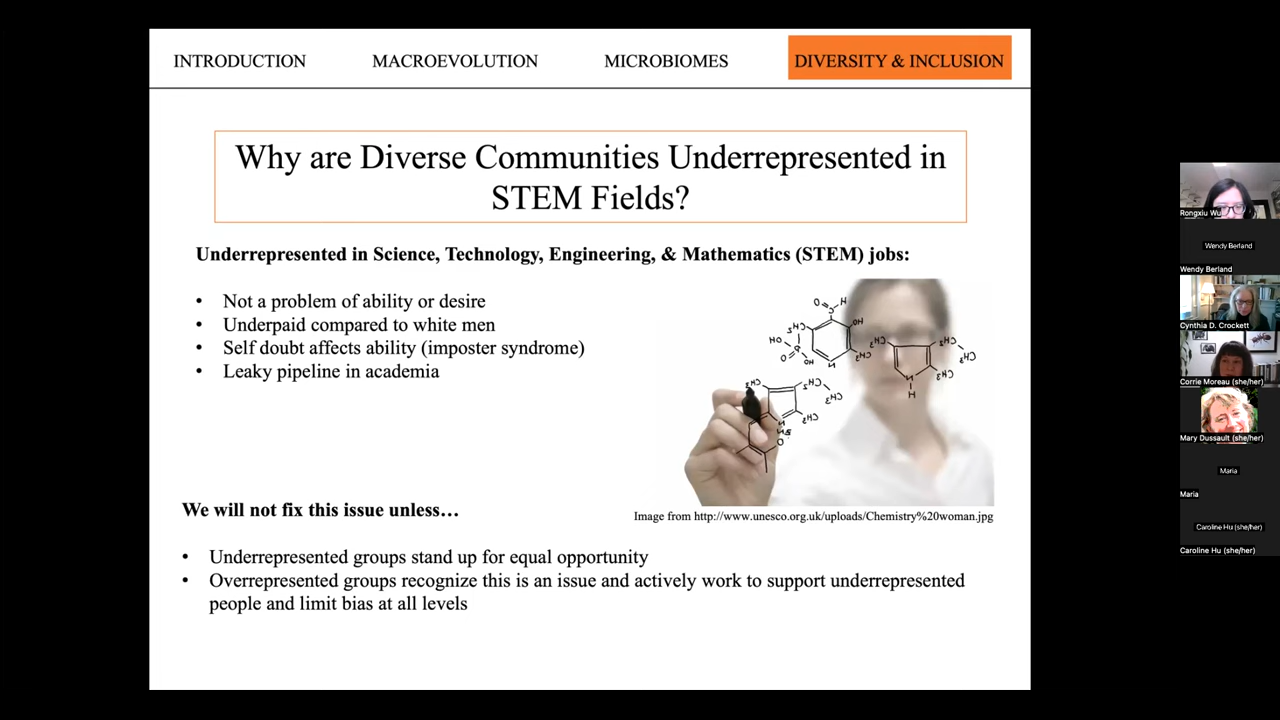 INTRODUCTION MACROEVOLUTION MICROBIOMES DIVERSITY & INCLUSION
Why are Diverse Communities Underrepresented in
STEM Fields?
Underrepresented in Science, Technology, Engineering, & Mathematics (STEM) jobs:
• Not a problem of ability or desire
• Underpaid compared to white men
• Self doubt affects ability (imposter syndrome)
• Leaky pipeline in academia
Image from http://www.unesco.org.uk/uploads/Chemistry%20woman.jpg
We will not fix this issue unless…
• Underrepresented groups stand up for equal opportunity
• Overrepresented groups recognize this is an issue and actively work to support underrepresented
people and limit bias at all levels
Rongxiu Wu
Wendy Berland
Wendy Berland
Cynthia D. Crockett
Corrie Moreau (she/her)
Mary Dussault (she/her)
Maria
Maria
Caroline Hu (she/her)
Caroline Hu (she/her)